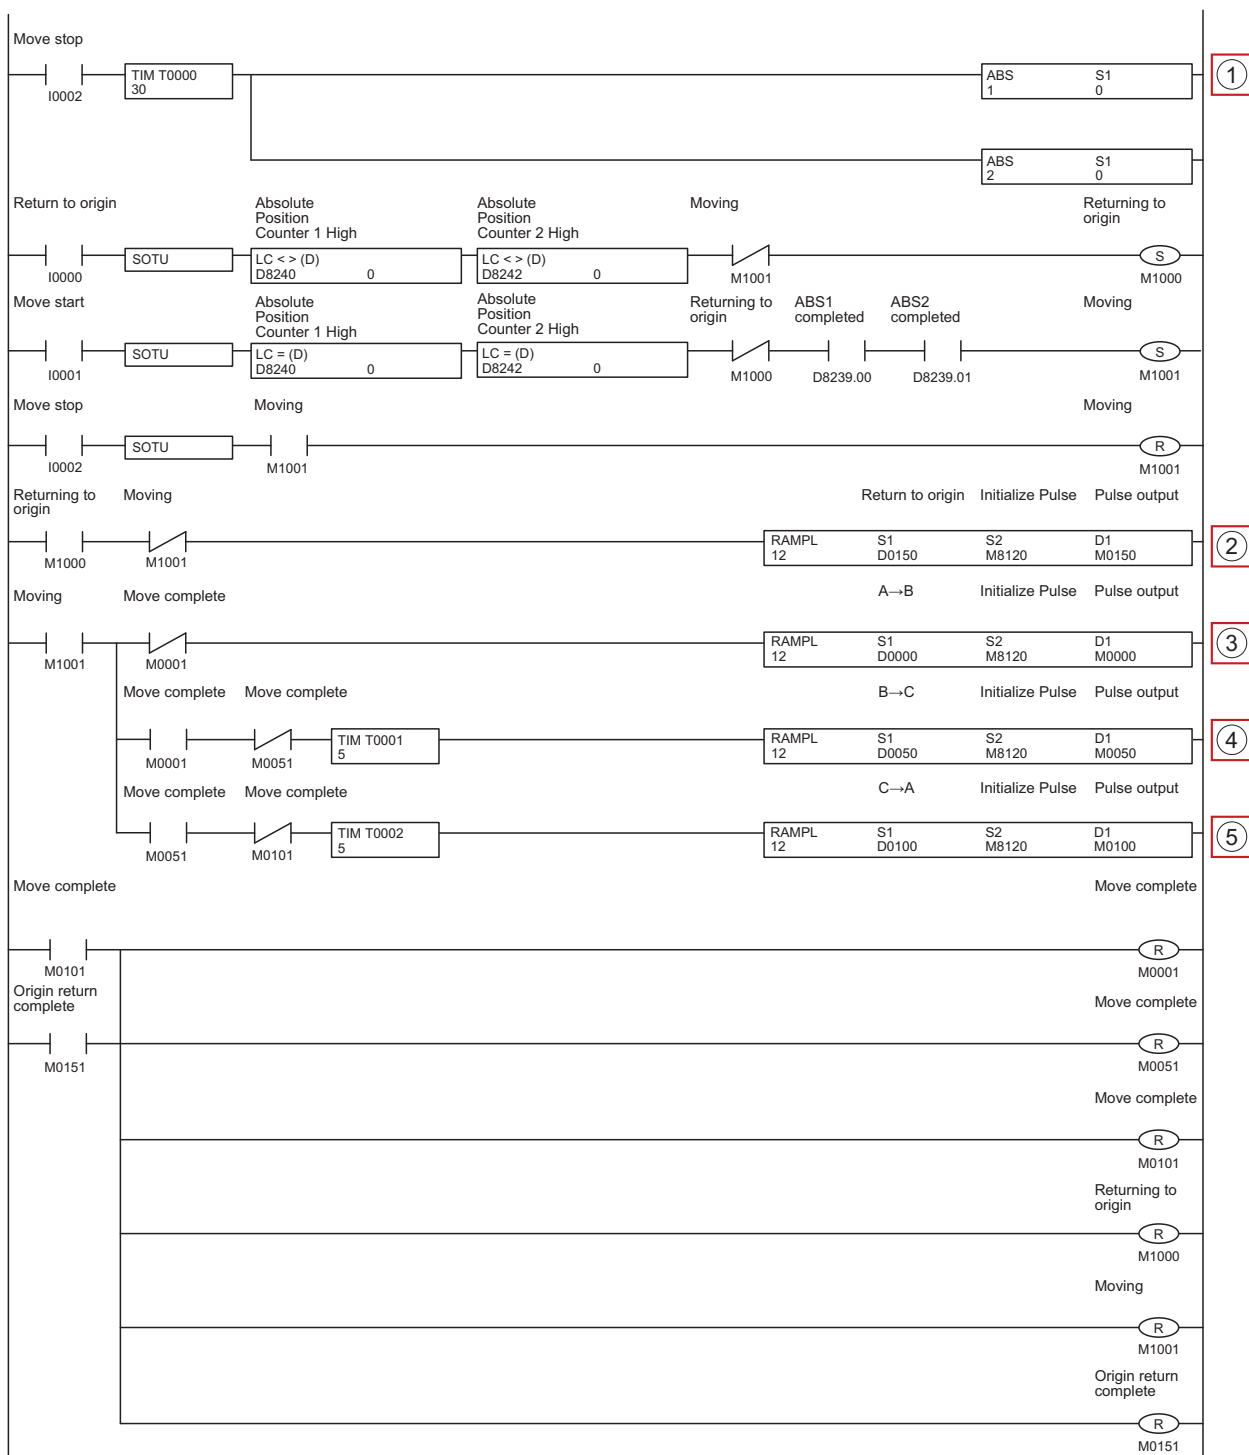 Move stop
I0002
TIM T0000
30
ABS S1
1 0
①
ABS S1
2 0
Return to origin
Absolute
Position
Counter 1 High
Absolute
Position
Counter 2 High
Moving
Returning to
origin
I0000
SOTU
LC < > (D)
D8240 0
LC < > (D)
D8242 0
M1001
S
M1000
Move start
Absolute
Position
Counter 1 High
Absolute
Position
Counter 2 High
Returning to
origin
ABS1
completed
ABS2
completed
Moving
I0001
SOTU
LC = (D)
D8240 0
LC = (D)
D8242 0
M1000
D8239.00
D8239.01
S
M1001
Move stop
Moving
Moving
I0002
SOTU
M1001
R
M1001
Returning to
origin
Moving
Return to origin
Initialize Pulse
Pulse output
M1000
M1001
RAMPL S1 S2 D1
12 D0150 M8120 M0150
②
Moving
Move complete
A→B
Initialize Pulse
Pulse output
M1001
M0001
RAMPL S1 S2 D1
12 D0000 M8120 M0000
③
Move complete
Move complete
B→C
Initialize Pulse
Pulse output
M0001
M0051
TIM T0001
5
RAMPL S1 S2 D1
12 D0050 M8120 M0050
④
Move complete
Move complete
C→A
Initialize Pulse
Pulse output
M0051
M0101
TIM T0002
5
RAMPL S1 S2 D1
12 D0100 M8120 M0100
⑤
Move complete
Move complete
M0101
R
M0001
Origin return
complete
Move complete
M0151
R
M0051
Move complete
R
M0101
Returning to
origin
R
M1000
Moving
R
M1001
Origin return
complete
R
M0151